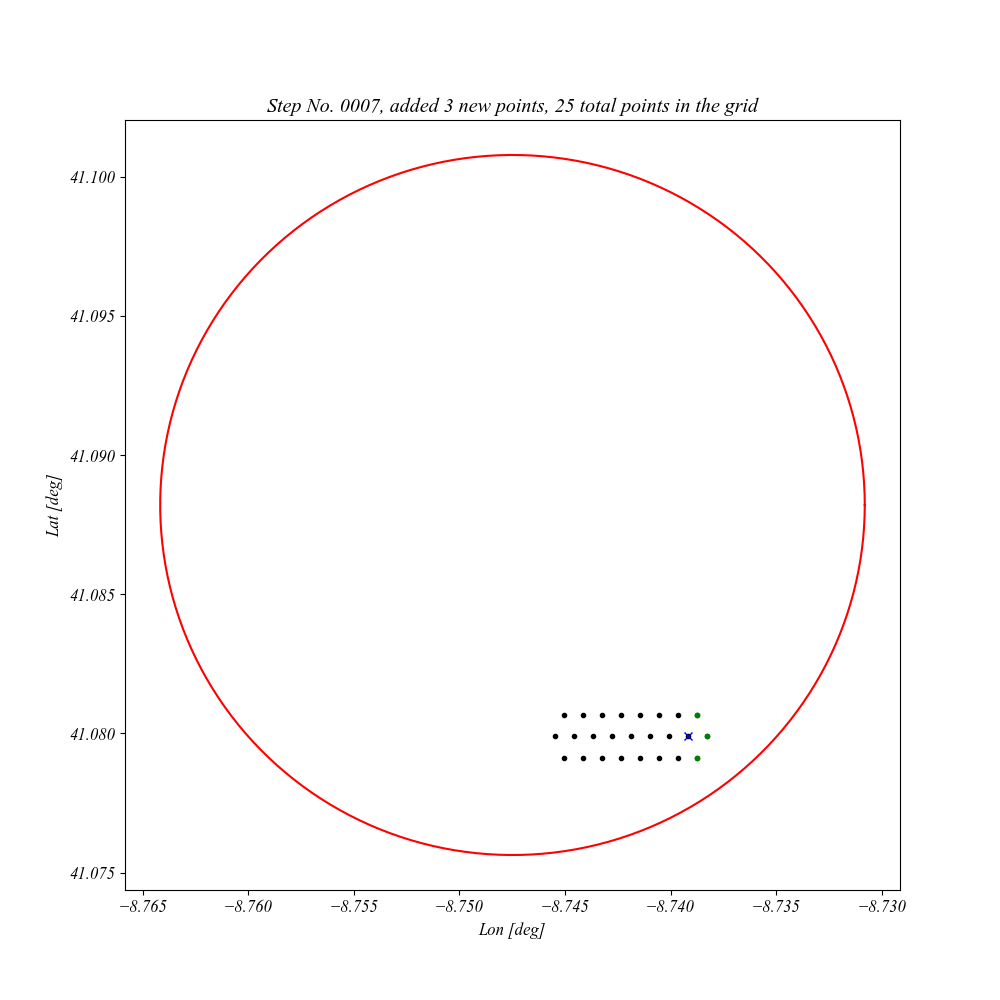 Step No. 0007, added 3 new points, 25 total points in the grid
41.100
41.095
41.090
41.085
41.080
41.075
Lat [deg]
−8.765 −8.760 −8.755 −8.750 −8.745 −8.740 −8.735 −8.730
Lon [deg]